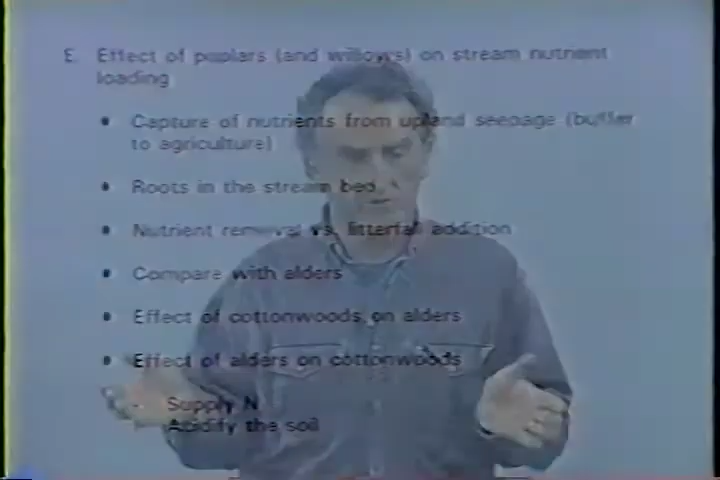 E. Effect of poplars (and willows) on stream nutrient
loading
• Capture of nutrients from upland seepage (buffer
to agriculture)
• Roots in the stream bed
• Nutrient removal vs. litterfall addition
• Compare with alders
• Effect of cottonwoods on alders
• Effect of alders on cottonwoods
- Supply N
- Acidify the soil